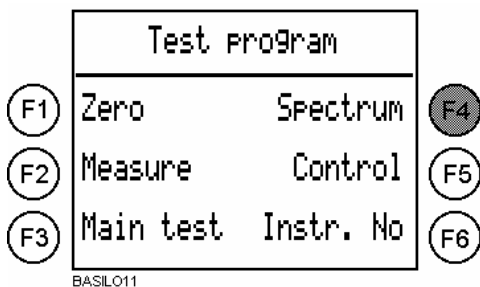 Test program
F1 Zero Spectrum F4
F2 Measure Control F5
F3 Main test Instr. No F6
BASILO11